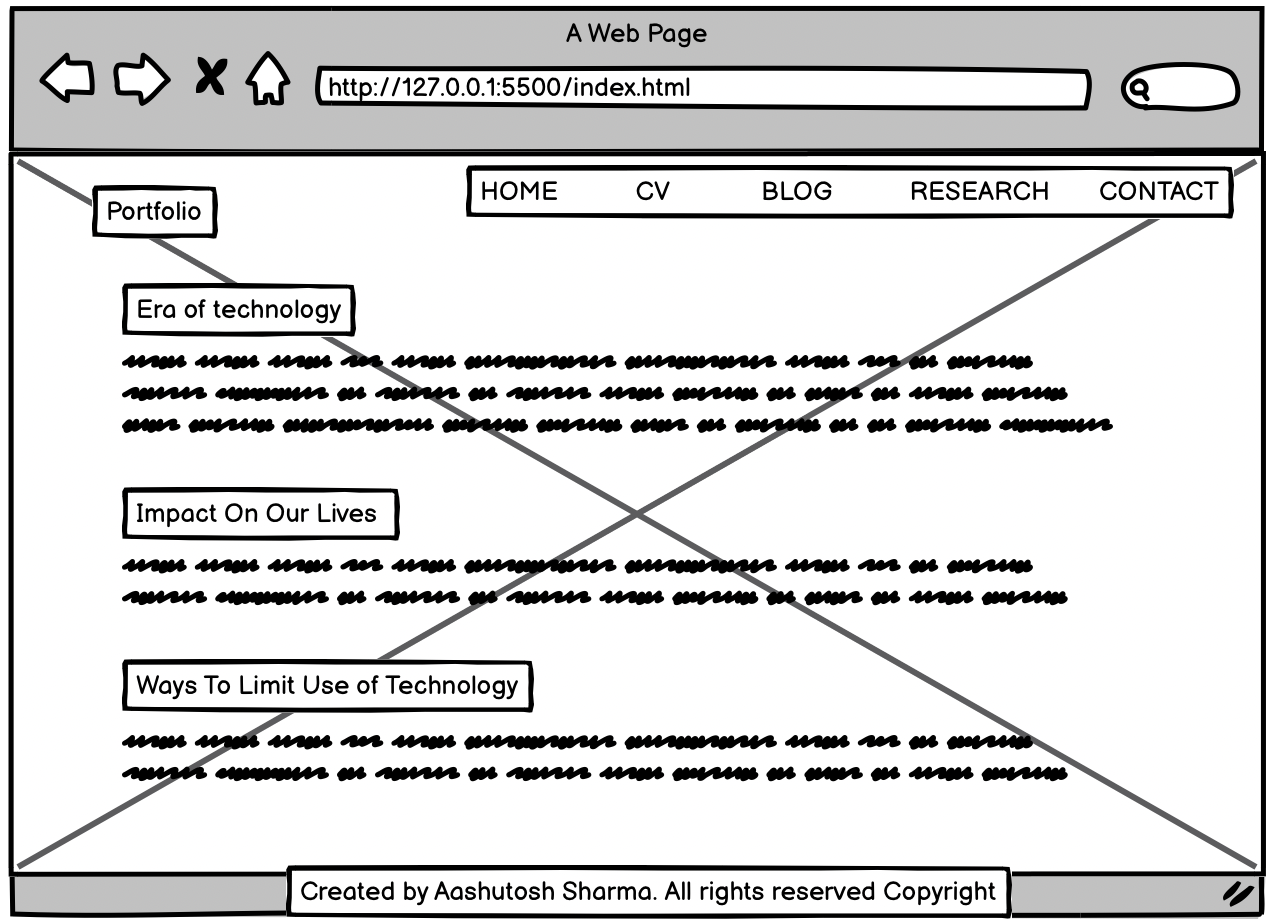 A Web Page
http://127.0.0.1:5500/index.html
HOME CV BLOG RESEARCH CONTACT
Portfolio
Era of technology
Impact On Our Lives
Ways To Limit Use of Technology
Created by Aashutosh Sharma. All rights reserved Copyright